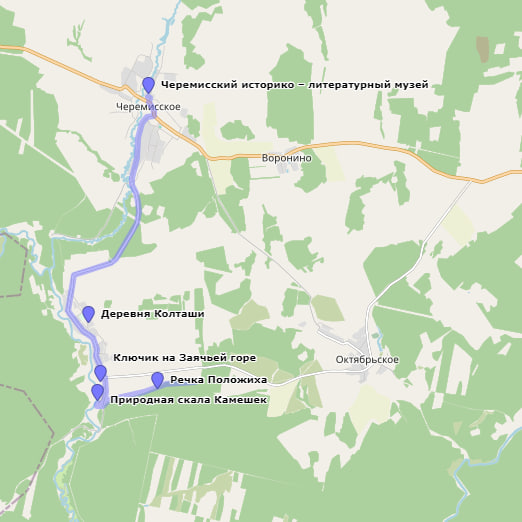 Черемисский историко – литературный музей
Черемисское
Воронино
Деревня Колташи
Ключик на Заячьей горе
Октябрьское
Речка Положиха
Природная скала Камешек